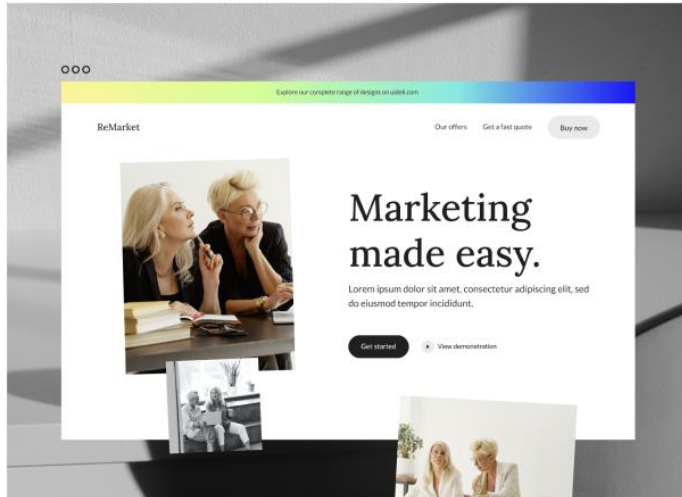 Explore our complete range of designs on uideli.com
ReMarket
Our offers
Get a fast quote
Buy now
Marketing
made easy.
Lorem ipsum dolor sit amet, consectetur adipiscing elit, sed
do eiusmod tempor incididunt.
Get started
View demonstration